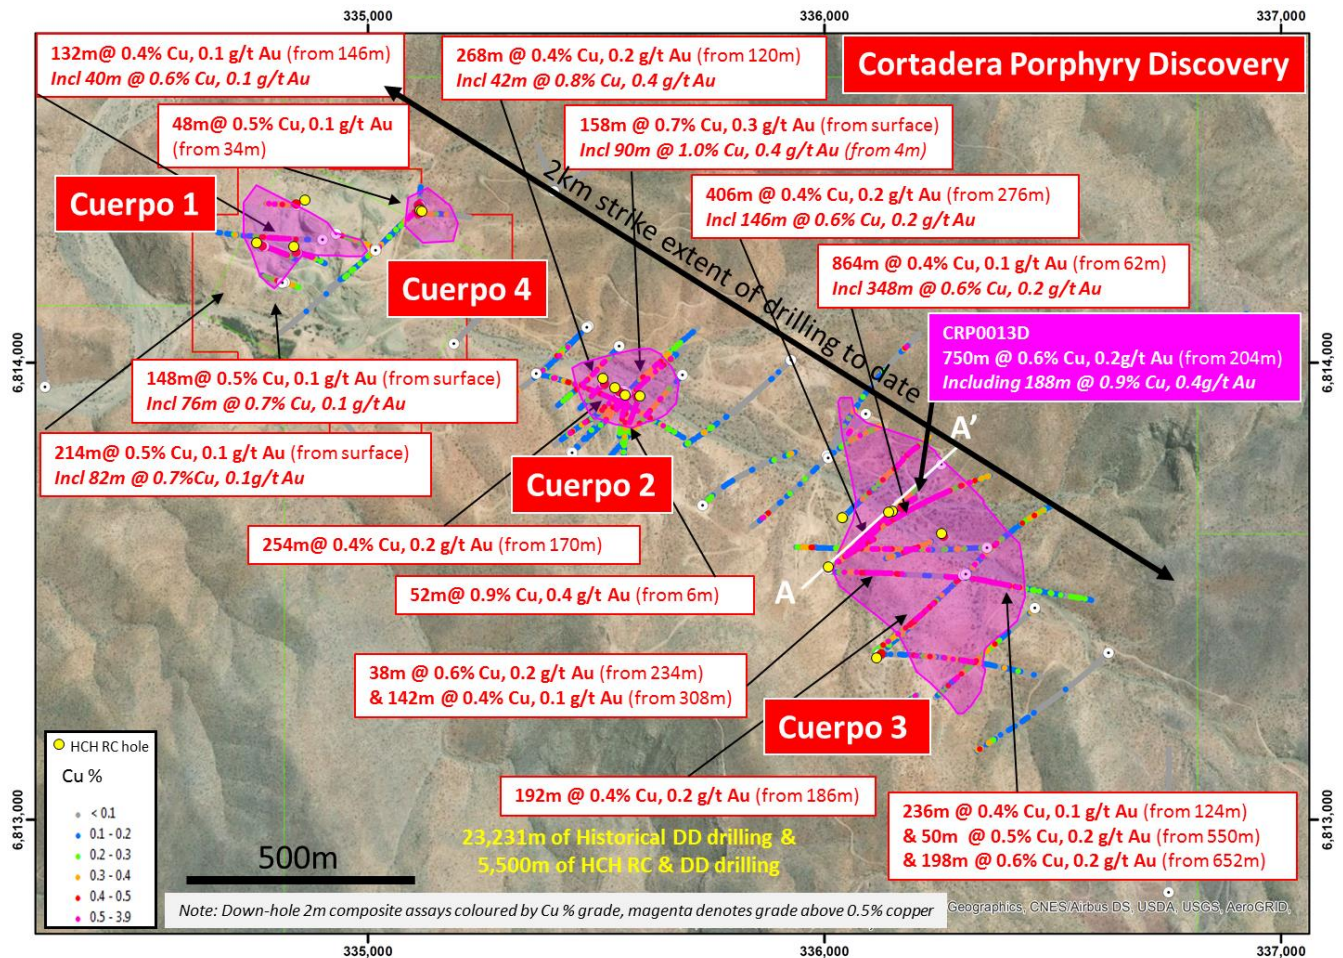 335,000
336,000
337,000
132m@ 0.4% Cu, 0.1 g/t Au (from 146m)
Incl 40m @ 0.6% Cu, 0.1 g/t Au
268m @ 0.4% Cu, 0.2 g/t Au (from 120m)
Incl 42m @ 0.8% Cu, 0.4 g/t Au
Cortadera Porphyry Discovery
48m@ 0.5% Cu, 0.1 g/t Au
(from 34m)
158m @ 0.7% Cu, 0.3 g/t Au (from surface)
Incl 90m @ 1.0% Cu, 0.4 g/t Au (from 4m)
2km strike extent of drilling to date
406m @ 0.4% Cu, 0.2 g/t Au (from 276m)
Incl 146m @ 0.6% Cu, 0.2 g/t Au
Cuerpo 1
864m @ 0.4% Cu, 0.1 g/t Au (from 62m)
Incl 348m @ 0.6% Cu, 0.2 g/t Au
Cuerpo 4
CRP0013D
750m @ 0.6% Cu, 0.2g/t Au (from 204m)
Including 188m @ 0.9% Cu, 0.4g/t Au
6,814,000
6,814,000
148m@ 0.5% Cu, 0.1 g/t Au (from surface)
Incl 76m @ 0.7% Cu, 0.1 g/t Au
A'
214m@ 0.5% Cu, 0.1 g/t Au (from surface)
Incl 82m @ 0.7%Cu, 0.1g/t Au
Cuerpo 2
254m@ 0.4% Cu, 0.2 g/t Au (from 170m)
52m@ 0.9% Cu, 0.4 g/t Au (from 6m)
A
38m @ 0.6% Cu, 0.2 g/t Au (from 234m)
& 142m @ 0.4% Cu, 0.1 g/t Au (from 308m)
Cuerpo 3
192m @ 0.4% Cu, 0.2 g/t Au (from 186m)
236m @ 0.4% Cu, 0.1 g/t Au (from 124m)
& 50m @ 0.5% Cu, 0.2 g/t Au (from 550m)
& 198m @ 0.6% Cu, 0.2 g/t Au (from 652m)
HCH RC hole
Cu %
< 0.1
0.1 - 0.2
0.2 - 0.3
0.3 - 0.4
0.4 - 0.5
0.5 - 3.9
6,813,000
6,813,000
500m
23,231m of Historical DD drilling &
5,500m of HCH RC & DD drilling
Note: Down-hole 2m composite assays coloured by Cu % grade, magenta denotes grade above 0.5% copper
Geographics, CNES/Airbus DS, USDA, USGS, AeroGRID,
335,000
336,000
337,000